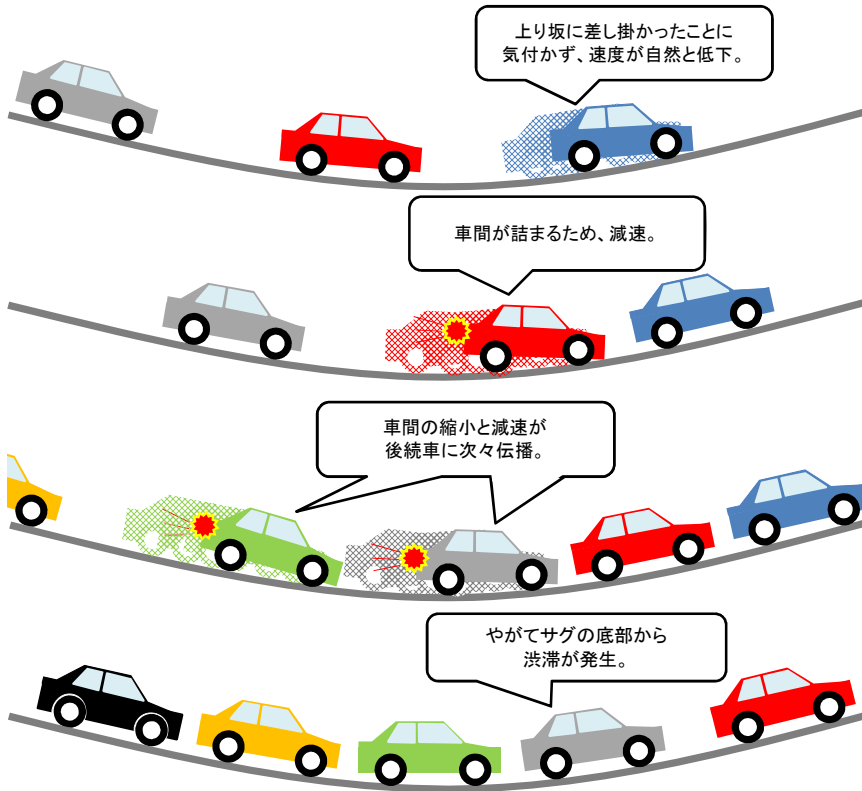 上り坂に差し掛かったことに
気付かず、速度が自然と低下。
車間が詰まるため、減速。
車間の縮小と減速が
後続車に次々伝播。
やがてサグの底部から
渋滞が発生。